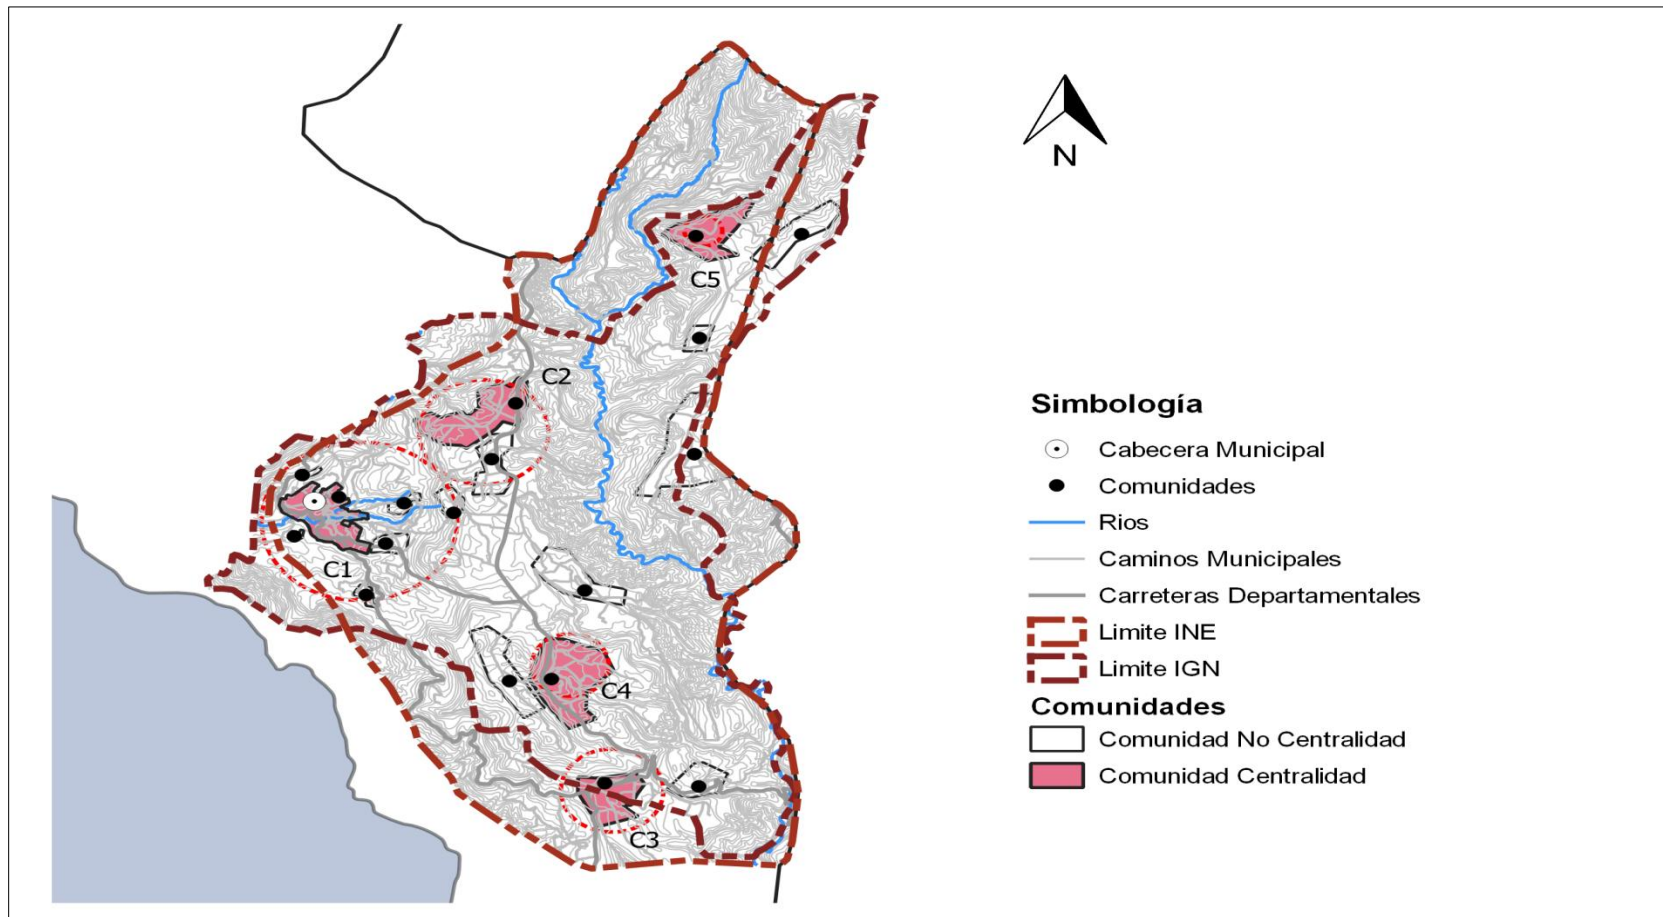 N
C5
C2
C1
C4
C3
Simbología
Cabecera Municipal
Comunidades
Rios
Caminos Municipales
Carreteras Departamentales
Limite INE
Limite IGN
Comunidades
Comunidad No Centralidad
Comunidad Centralidad